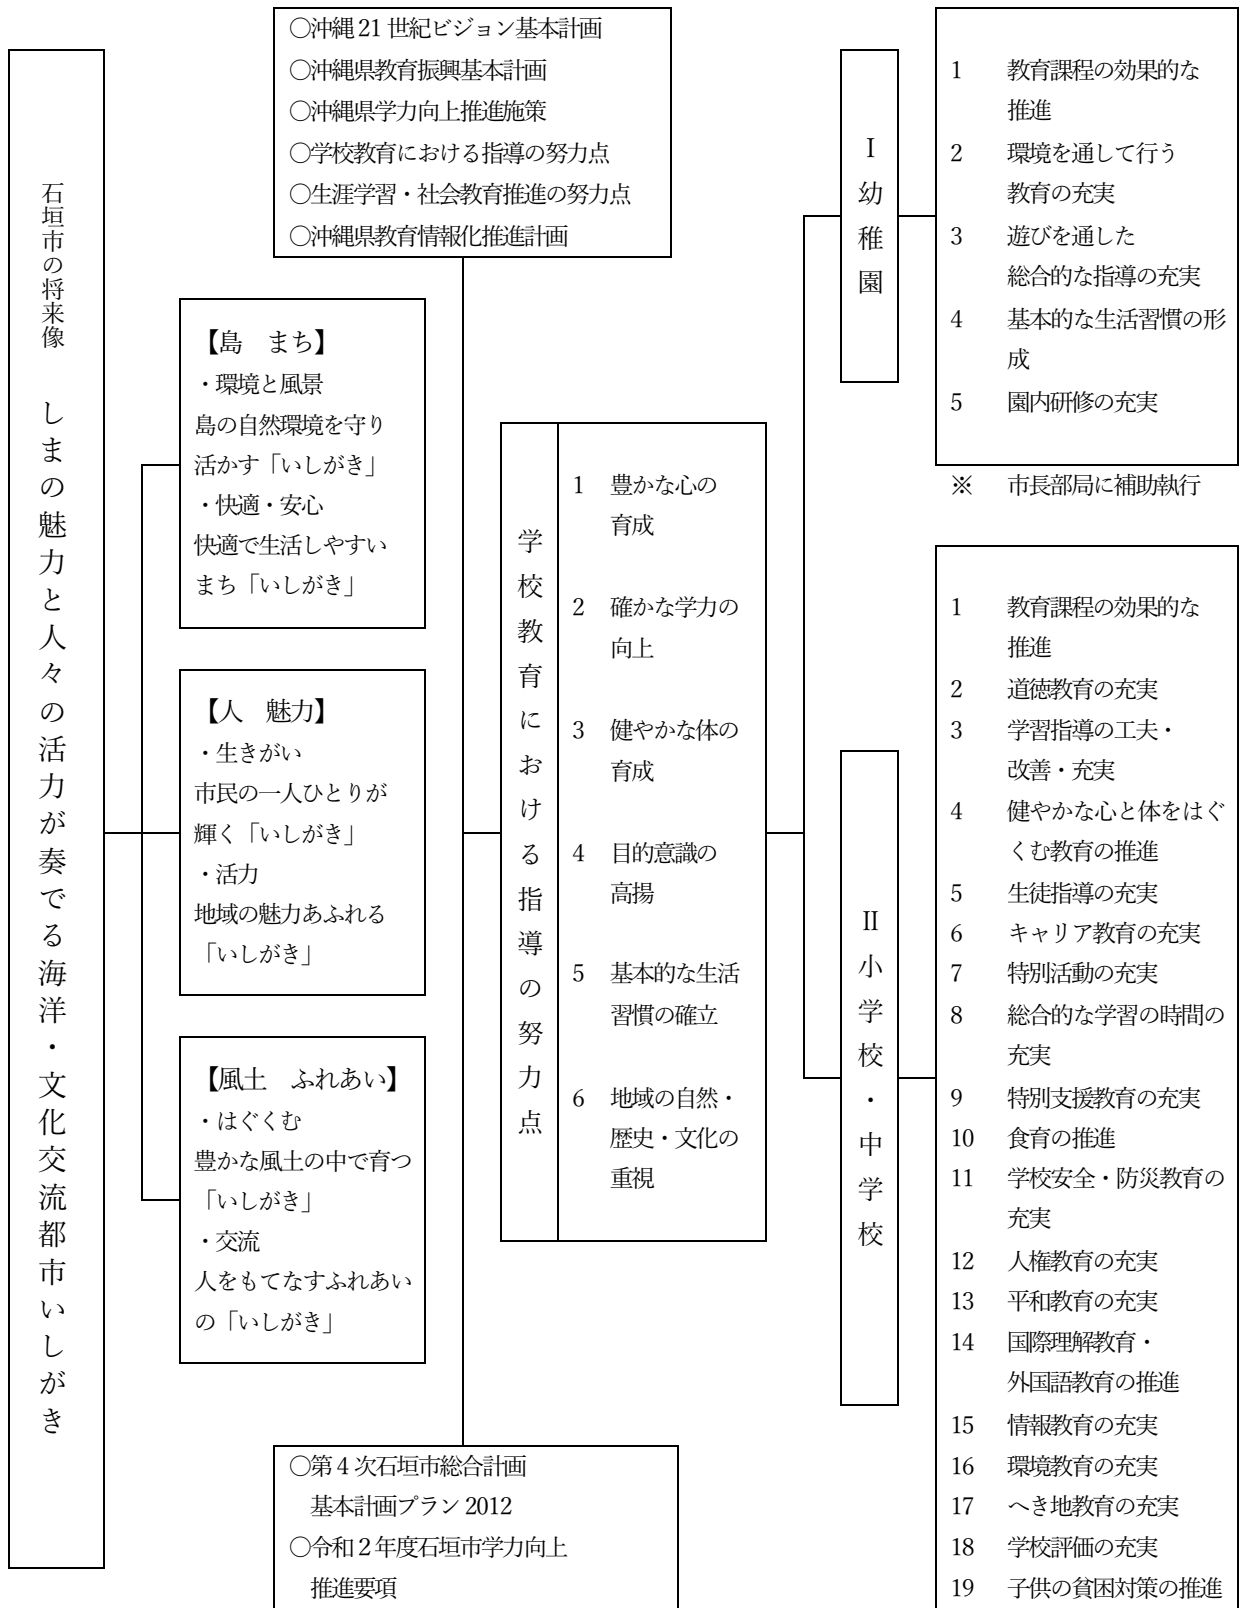 石垣市の将来像　しまの魅力と人々の活力が奏でる海洋・文化交流都市いしがき
○沖縄21世紀ビジョン基本計画
○沖縄県教育振興基本計画
○沖縄県学力向上推進施策
○学校教育における指導の努力点
○生涯学習・社会教育推進の努力点
○沖縄県教育情報化推進計画
【島　まち】
・環境と風景
島の自然環境を守り
活かす「いしがき」
・快適・安心
快適で生活しやすい
まち「いしがき」
【人　魅力】
・生きがい
市民の一人ひとりが
輝く「いしがき」
・活力
地域の魅力あふれる
「いしがき」
【風土　ふれあい】
・はぐくむ
豊かな風土の中で育つ
「いしがき」
・交流
人をもてなすふれあい
の「いしがき」
○第4次石垣市総合計画
基本計画プラン2012
○令和2年度石垣市学力向上
推進要項
学校教育における指導の努力点
1　豊かな心の
育成
2　確かな学力の
向上
3　健やかな体の
育成
4　目的意識の
高揚
5　基本的な生活
習慣の確立
6　地域の自然・
歴史・文化の
重視
Ⅰ幼稚園
1　教育課程の効果的な
推進
2　環境を通して行う
教育の充実
3　遊びを通した
総合的な指導の充実
4　基本的な生活習慣の形
成
5　園内研修の充実
※　市長部局に補助執行
Ⅱ小学校・中学校
1　教育課程の効果的な
推進
2　道徳教育の充実
3　学習指導の工夫・
改善・充実
4　健やかな心と体をはぐ
くむ教育の推進
5　生徒指導の充実
6　キャリア教育の充実
7　特別活動の充実
8　総合的な学習の時間の
充実
9　特別支援教育の充実
10　食育の推進
11　学校安全・防災教育の
充実
12　人権教育の充実
13　平和教育の充実
14　国際理解教育・
外国語教育の推進
15　情報教育の充実
16　環境教育の充実
17　へき地教育の充実
18　学校評価の充実
19　子供の貧困対策の推進